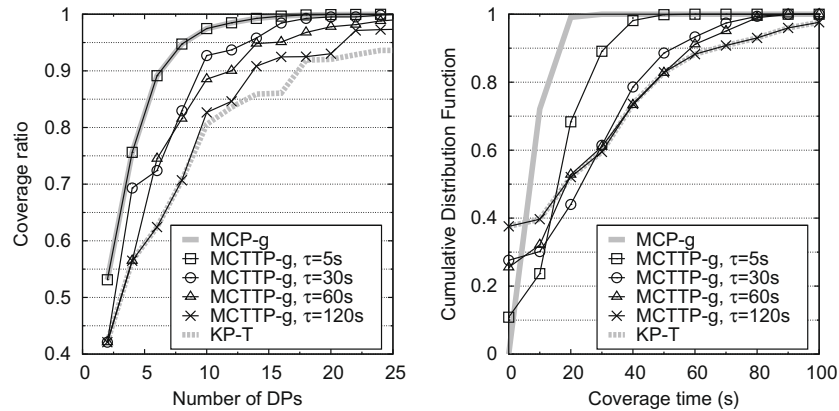 Coverage ratio
1
0.9
0.8
0.7
0.6
0.5
0.4
0 5 10 15 20 25
Number of DPs
MCP-g
MCTTP-g, τ=5s
MCTTP-g, τ=30s
MCTTP-g, τ=60s
MCTTP-g, τ=120s
KP-T
Cumulative Distribution Function
1
0.8
0.6
0.4
0.2
0
0 20 40 60 80 100
Coverage time (s)
MCP-g
MCTTP-g, τ=5s
MCTTP-g, τ=30s
MCTTP-g, τ=60s
MCTTP-g, τ=120s
KP-T